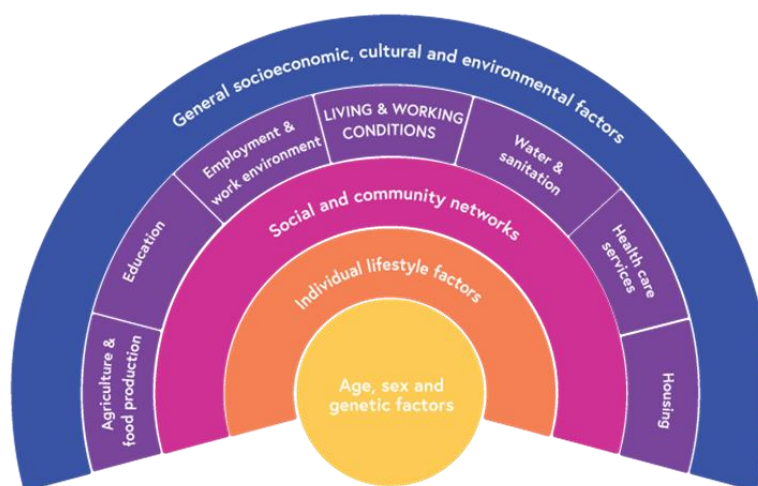 General socioeconomic, cultural and environmental factors
Agriculture &
food production
Education
Employment &
work environment
LIVING & WORKING
CONDITIONS
Water &
sanitation
Health care
services
Housing
Social and community networks
Individual lifestyle factors
Age, sex and
genetic factors